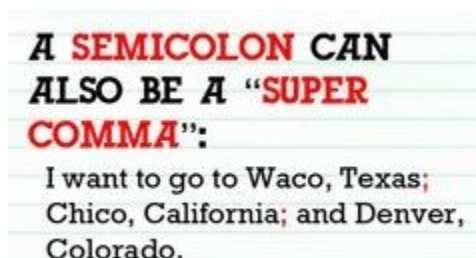 A SEMICOLON CAN
ALSO BE A “SUPER
COMMA”:
I want to go to Waco, Texas;
Chico, California; and Denver,
Colorado.